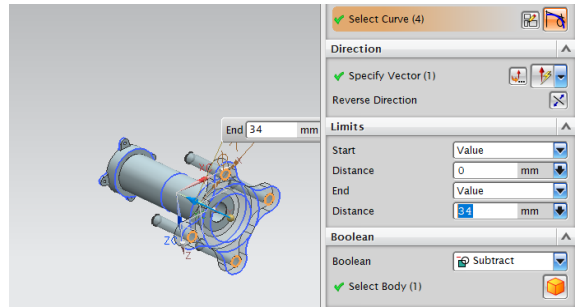 Select Curve (4)
Direction
Specify Vector (1)
Reverse Direction
End 34 mm
Limits
Start Value
Distance 0 mm
End Value
Distance 34 mm
Boolean
Boolean Subtract
Select Body (1)
Z
Z